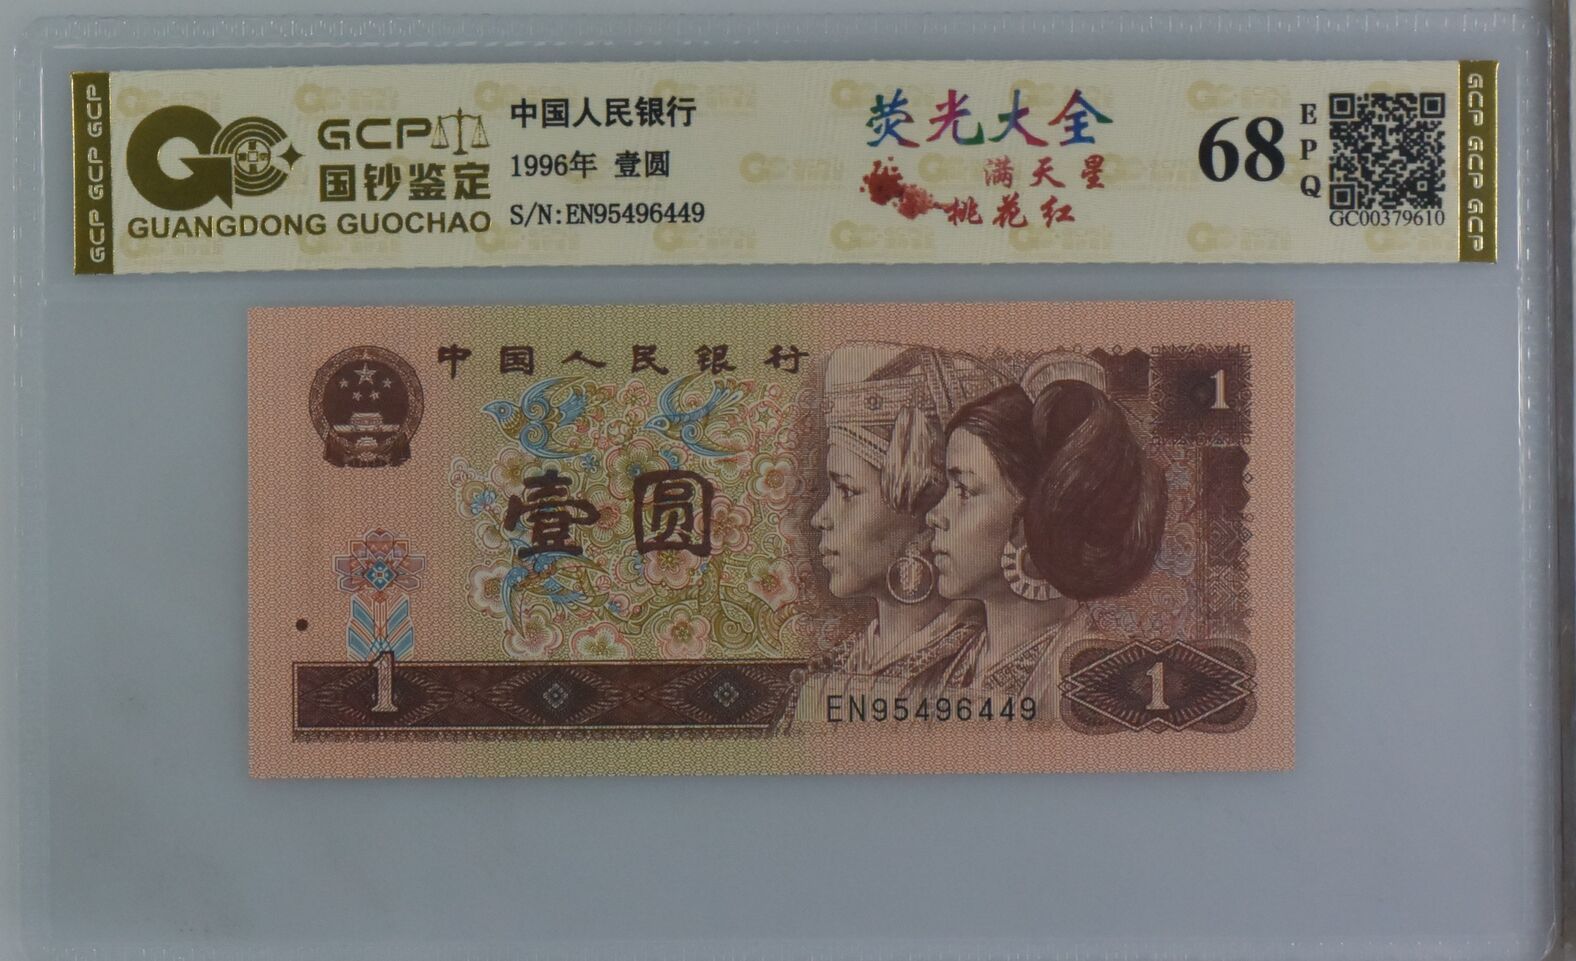 GCP GCP GCP
GCP
国钞鉴定
GUANGDONG GUOCHAO
中国人民银行
1996年 壹圆
S/N:EN95496449
荧光大全
满天星
桃花红
68
EPQ
GC00379610
GCP GCP GCP
中国人民银行
1
壹圆
1
EN95496449
1